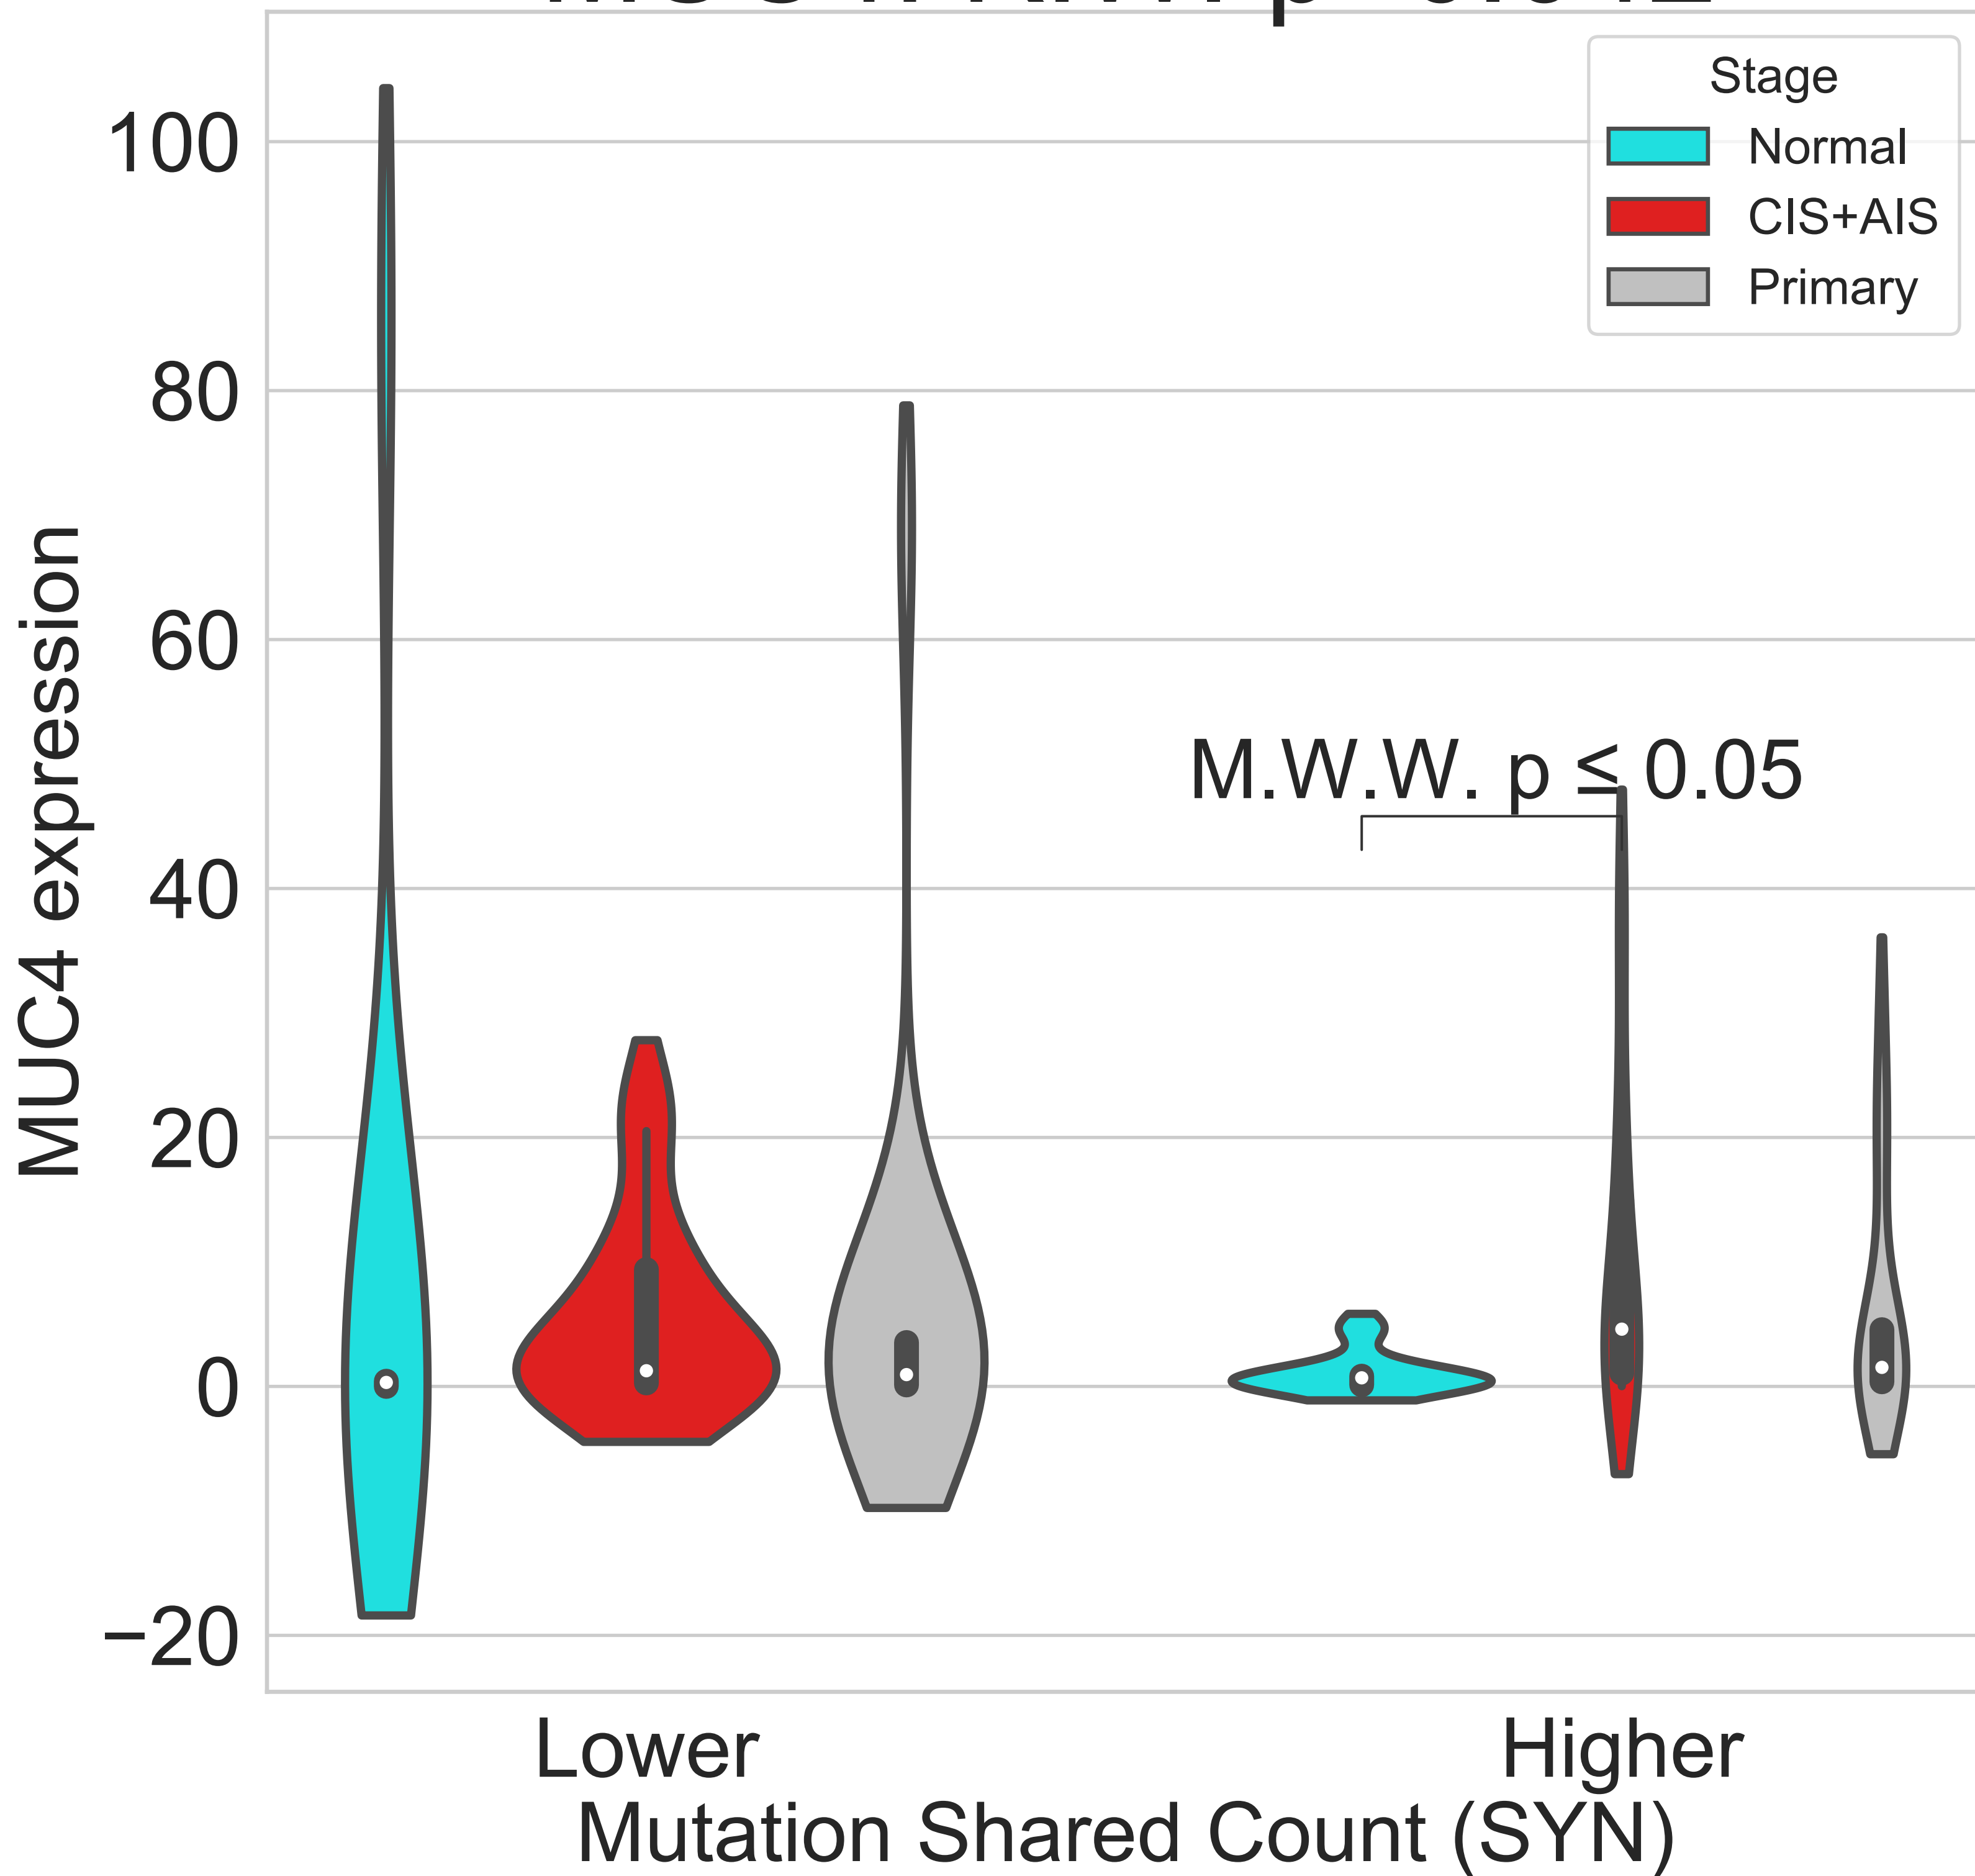 Stage
Normal
CIS+AIS
Primary
100
80
60
40
20
0
−20
MUC4 expression
M.W.W. p ≤ 0.05
Lower
Higher
Mutation Shared Count (SYN)